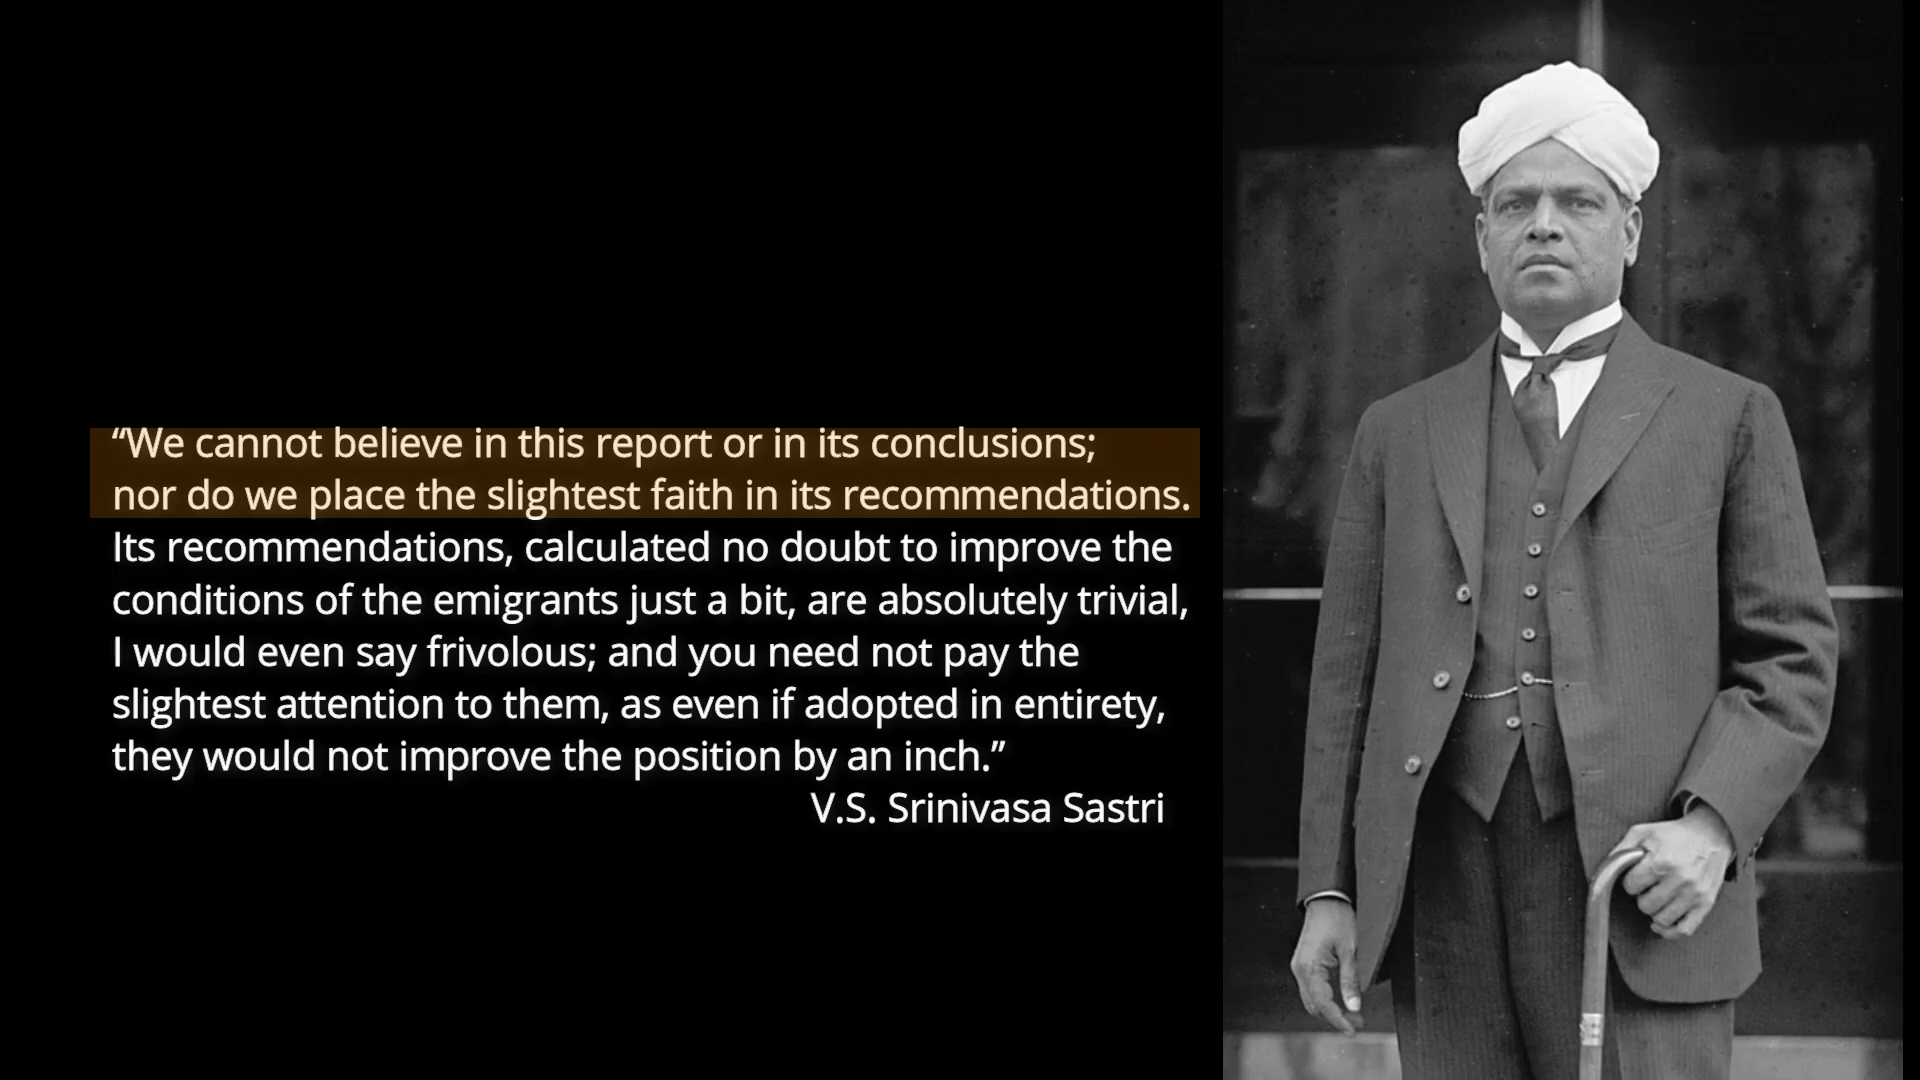 “We cannot believe in this report or in its conclusions;
nor do we place the slightest faith in its recommendations.
Its recommendations, calculated no doubt to improve the
conditions of the emigrants just a bit, are absolutely trivial,
I would even say frivolous; and you need not pay the
slightest attention to them, as even if adopted in entirety,
they would not improve the position by an inch.”
V.S. Srinivasa Sastri